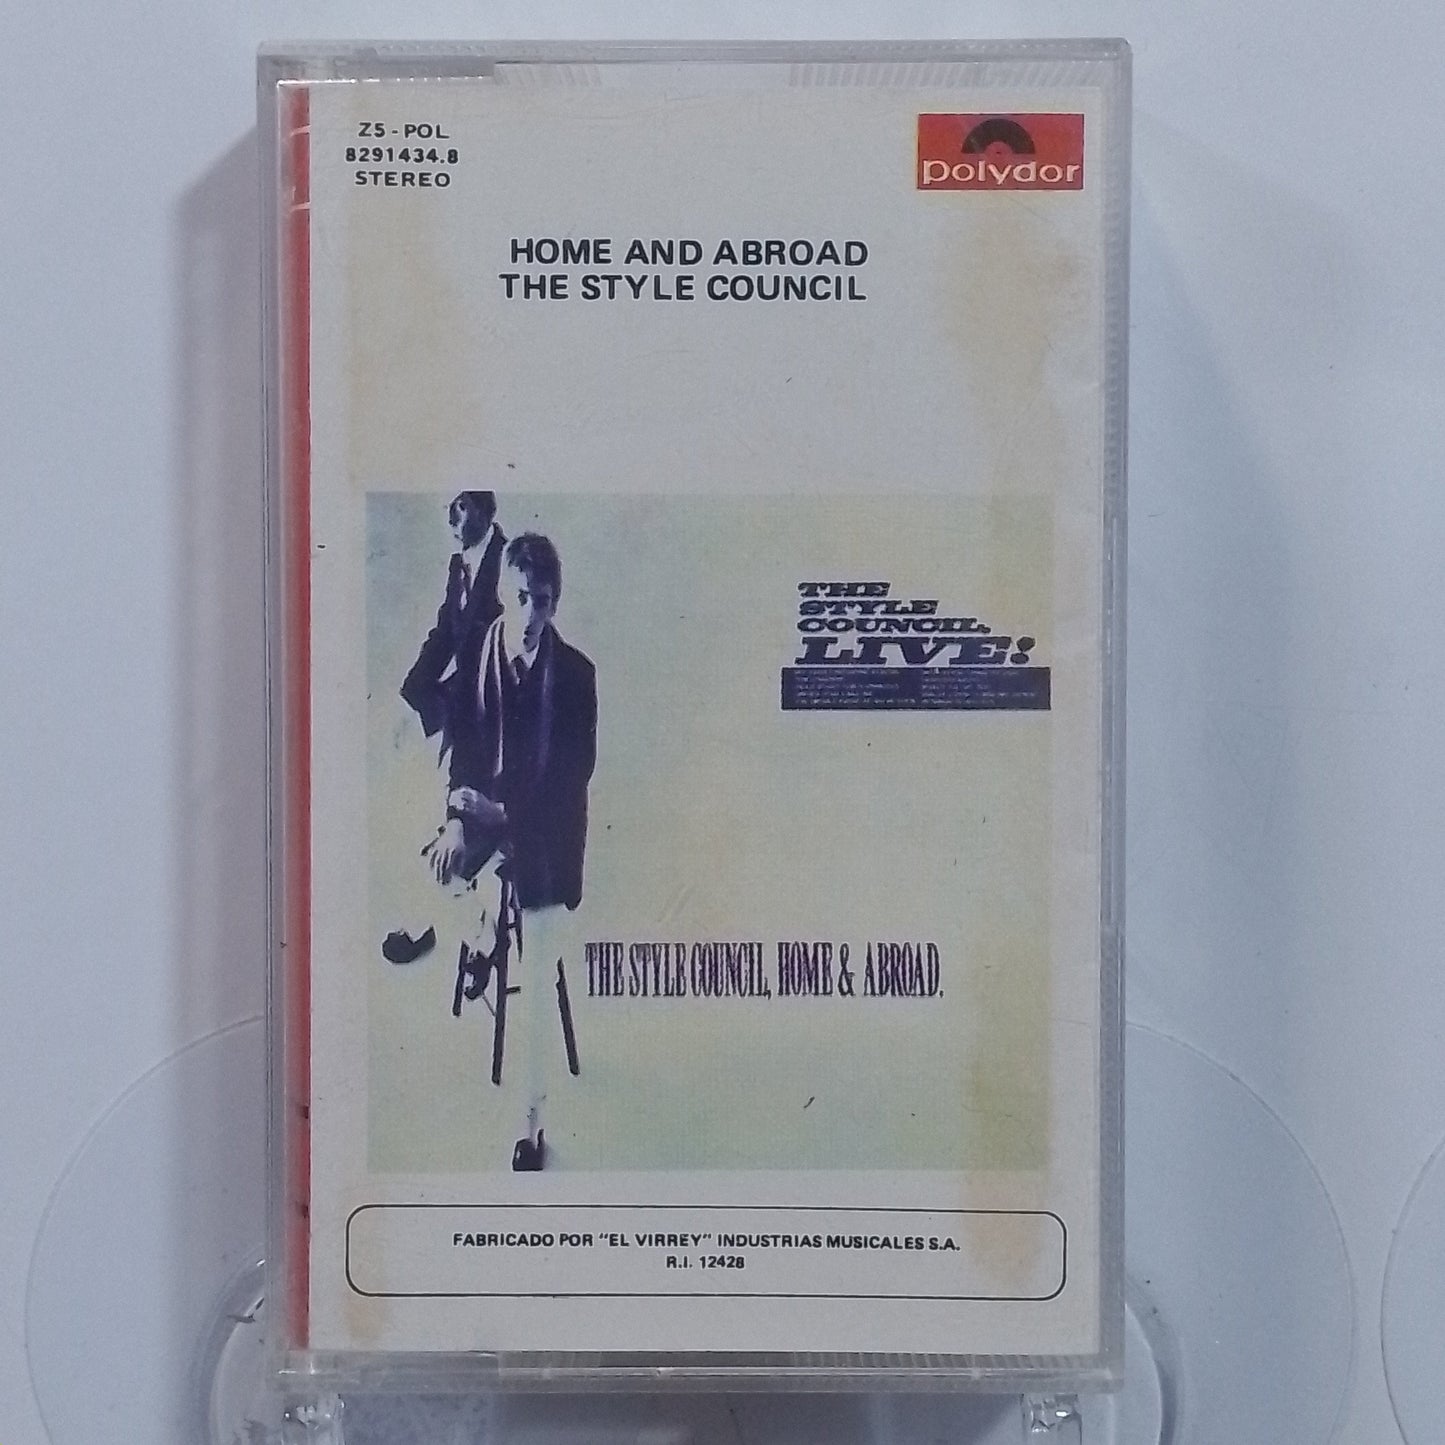 Z5-POL
8291434.8
STEREO
polydor
HOME AND ABROAD
THE STYLE COUNCIL
THE
STYLE
COUNCIL,
LIVE!
THE STYLE COUNCIL, HOME & ABROAD.
FABRICADO POR "EL VIRREY" INDUSTRIAS MUSICALES S.A.
R.I. 12428